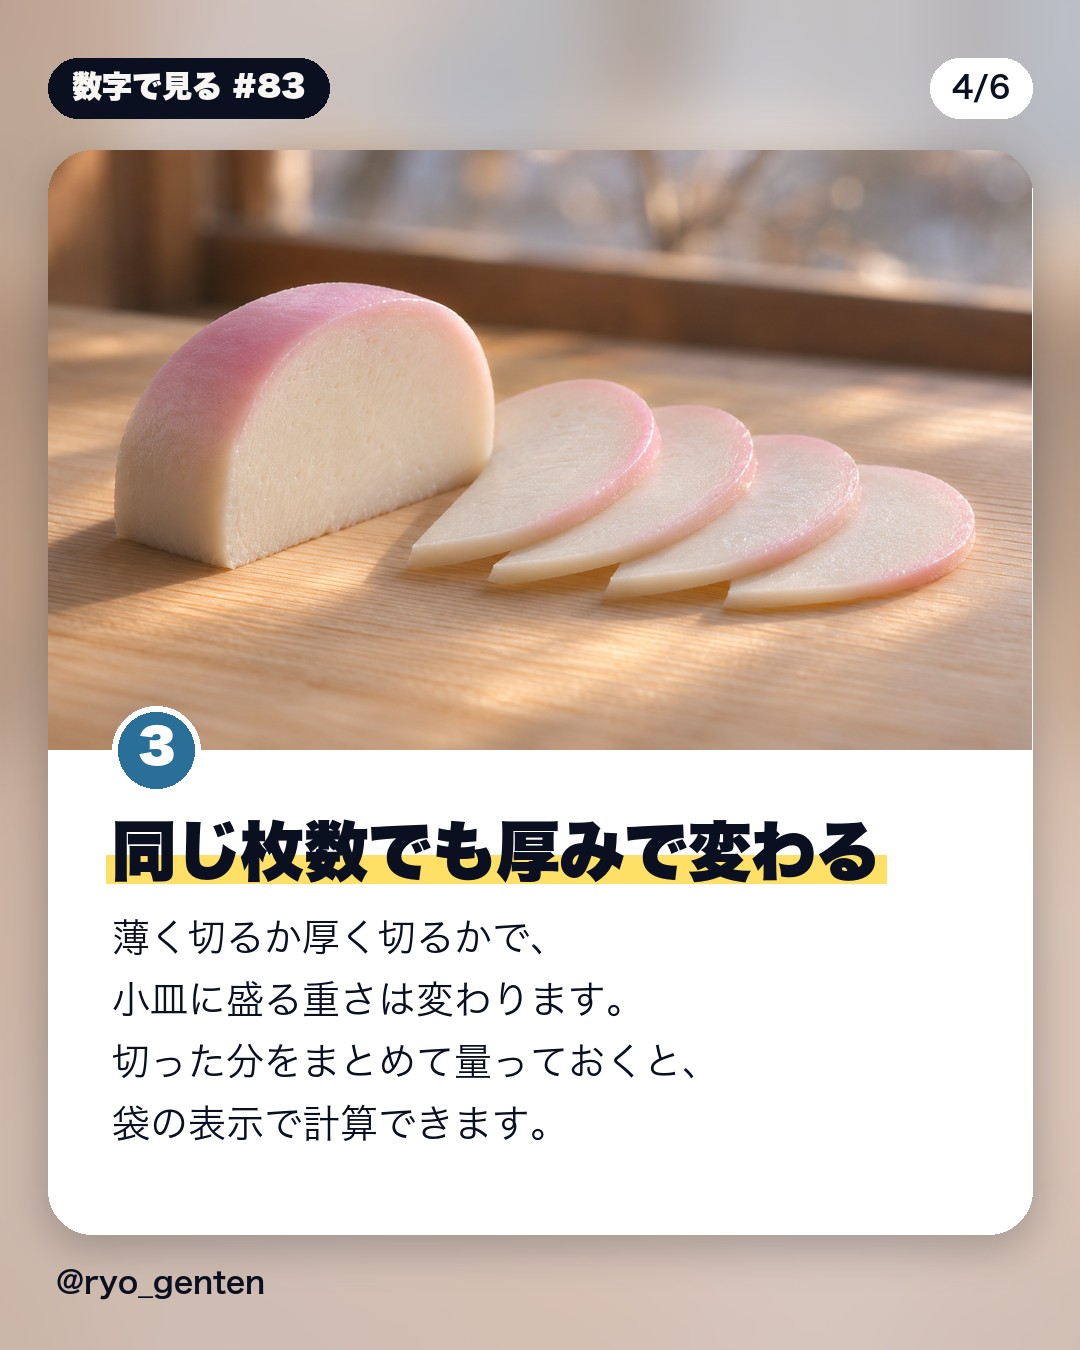 数字で見る #83
4/6
3
同じ枚数でも厚みで変わる
薄く切るか厚く切るかで、
小皿に盛る重さは変わります。
切った分をまとめて量っておくと、
袋の表示で計算できます。
@ryo_genten